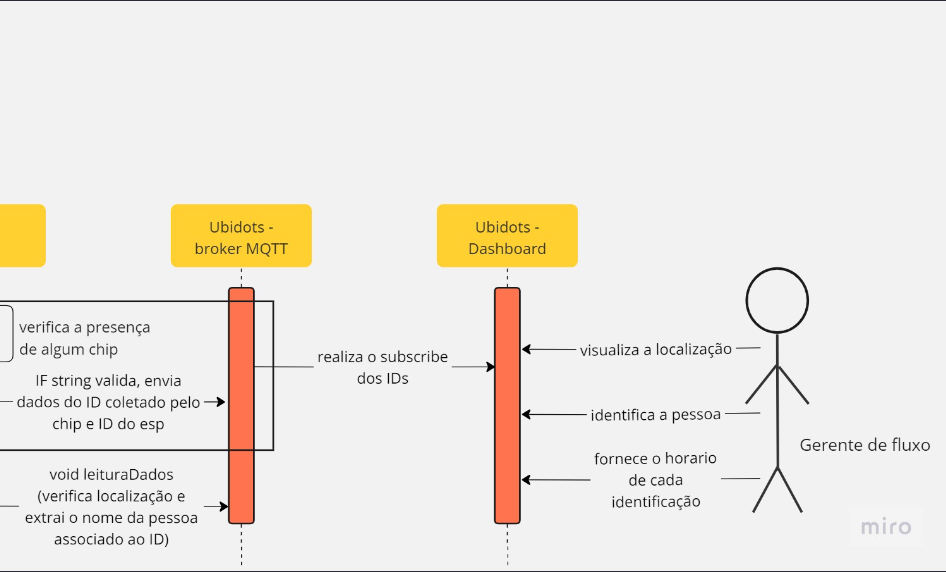 Ubidots -
broker MQTT
Ubidots -
Dashboard
verifica a presença
de algum chip
IF string valida, envia
dados do ID coletado pelo
chip e ID do esp
void leituraDados
(verifica localização e
extrai o nome da pessoa
associado ao ID)
realiza o subscribe
dos IDs
visualiza a localização
identifica a pessoa
fornece o horario
de cada
identificação
Gerente de fluxo
miro